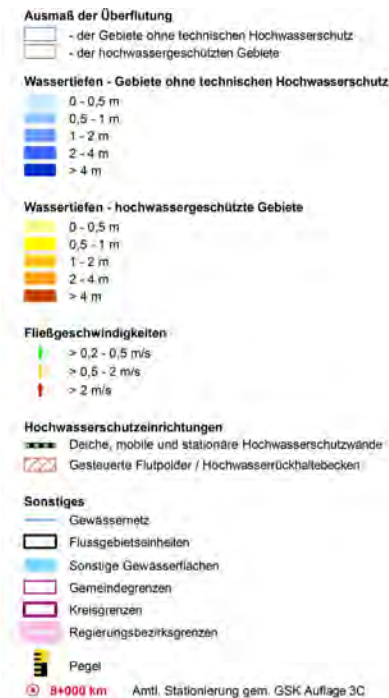 Ausmaß der Überflutung
- der Gebiete ohne technischen Hochwasserschutz
- der hochwassergeschützten Gebiete
Wassertiefen - Gebiete ohne technischen Hochwasserschutz
0 - 0,5 m
0,5 - 1 m
1 - 2 m
2 - 4 m
> 4 m
Wassertiefen - hochwassergeschützte Gebiete
0 - 0,5 m
0,5 - 1 m
1 - 2 m
2 - 4 m
> 4 m
Fließgeschwindigkeiten
> 0,2 - 0,5 m/s
> 0,5 - 2 m/s
> 2 m/s
Hochwasserschutzeinrichtungen
Deiche, mobile und stationäre Hochwasserschutzwände
Gesteuerte Flutpolder / Hochwasserrückhaltebecken
Sonstiges
Gewässernetz
Flussgebietseinheiten
Sonstige Gewässerflächen
Gemeindegrenzen
Kreisgrenzen
Regierungsbezirksgrenzen
Pegel
9+000 km Amtl. Stationierung gem. GSK Auflage 3C